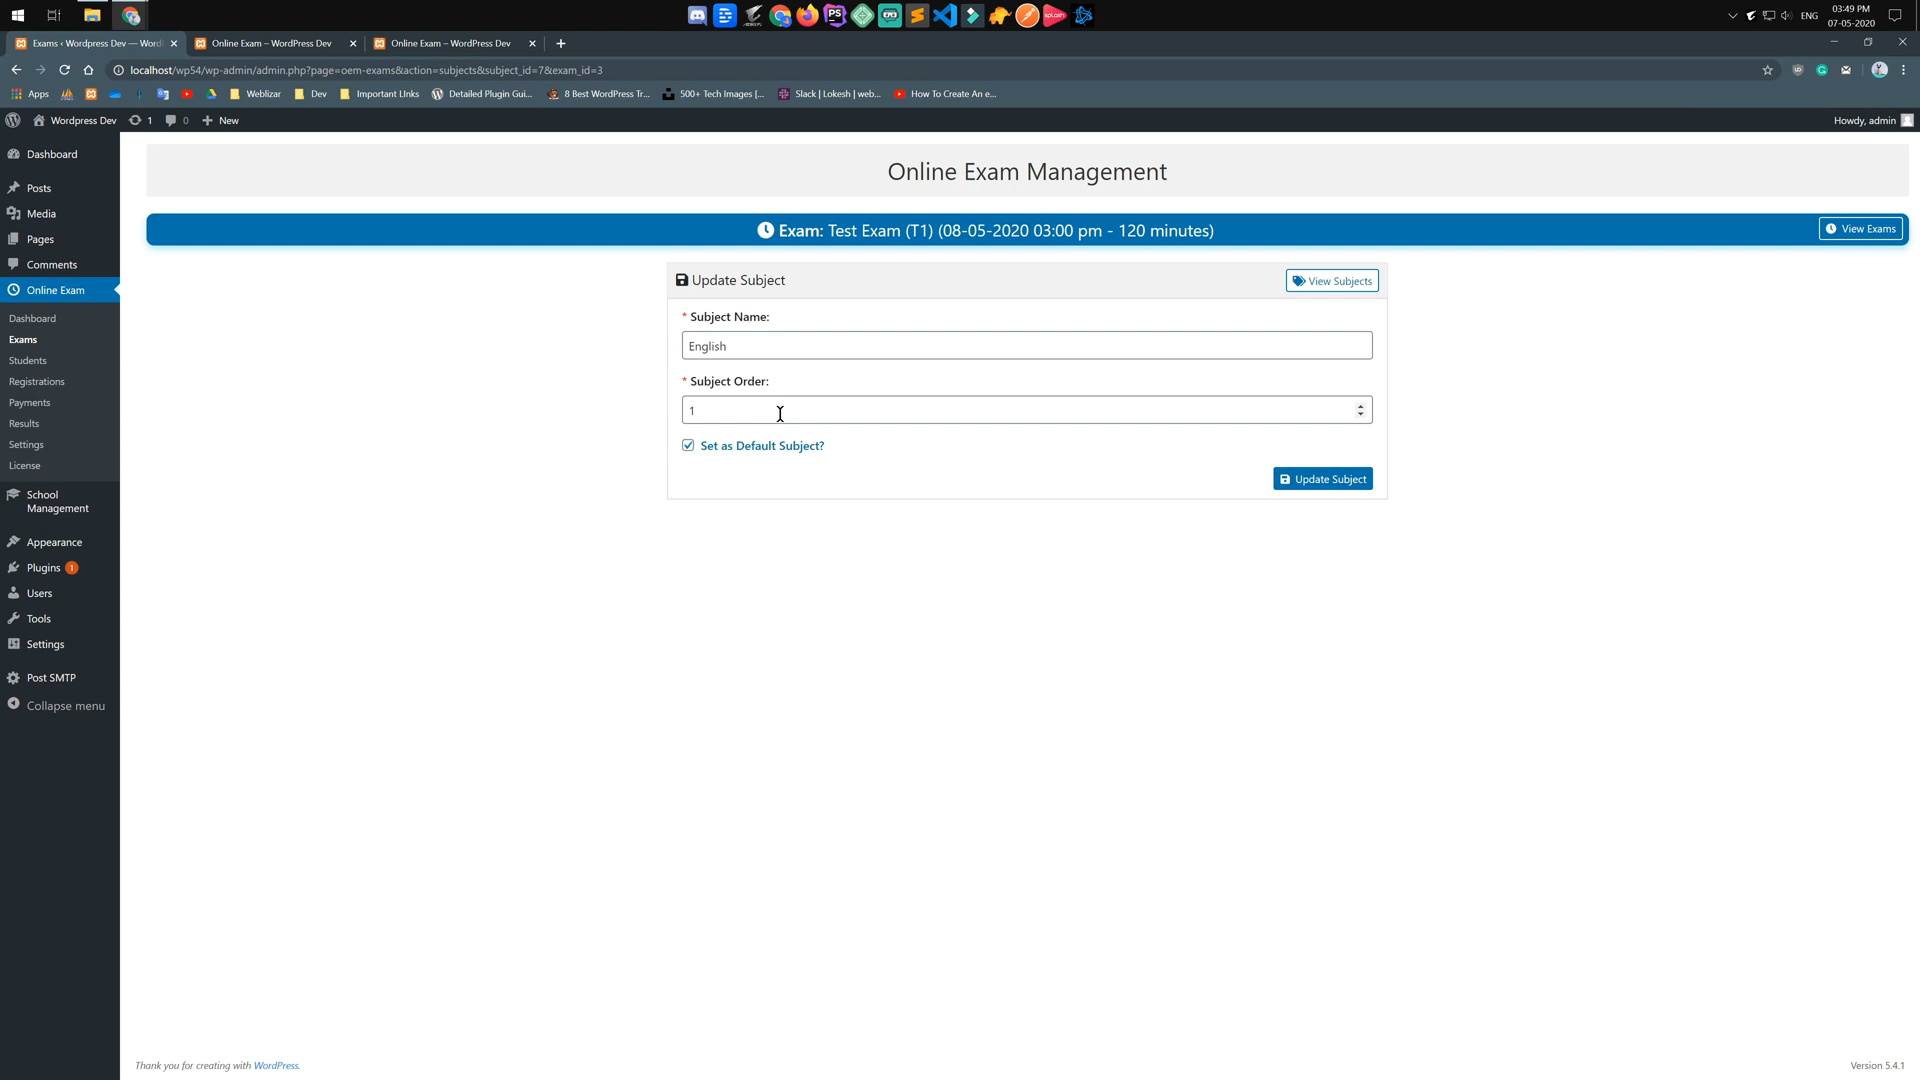 03:49 PM
ENG
07-05-2020
Exams ‹ Wordpress Dev — Word
Online Exam – WordPress Dev
Online Exam – WordPress Dev
localhost/wp54/wp-admin/admin.php?page=oem-exams&action=subjects&subject_id=7&exam_id=3
Apps
Weblizar
Dev
Important LInks
Detailed Plugin Gui...
8 Best WordPress Tr...
500+ Tech Images [...
Slack | Lokesh | web...
How To Create An e...
Wordpress Dev
1
0
New
Howdy, admin
Dashboard
Posts
Media
Pages
Comments
Online Exam
Dashboard
Exams
Students
Registrations
Payments
Results
Settings
License
School
Management
Appearance
Plugins 1
Users
Tools
Settings
Post SMTP
Collapse menu
Online Exam Management
Exam: Test Exam (T1) (08-05-2020 03:00 pm - 120 minutes)
View Exams
Update Subject
View Subjects
* Subject Name:
English
* Subject Order:
1
Set as Default Subject?
Update Subject
Thank you for creating with WordPress.
Version 5.4.1